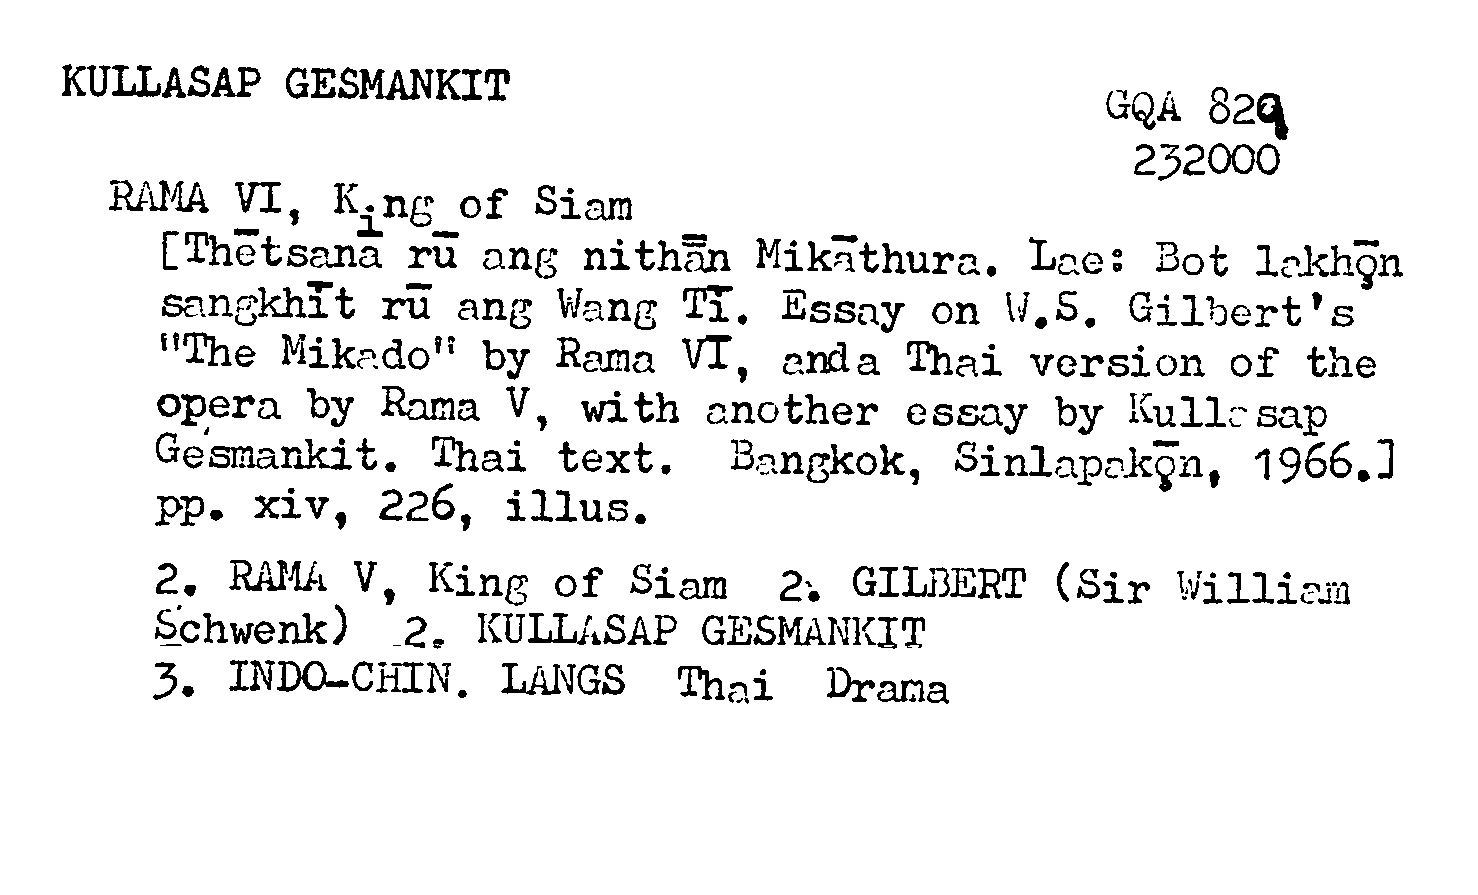 KULLASAP GESMANKIT
GQA 829
232000
RAMA VI, King of Siam
[Thētsanā rū ang nithān Mikāthura. Lae: Bot lakhǭn
sangkhīt rū ang Wang Tī. Essay on W.S. Gilbert's
"The Mikado" by Rama VI, anda Thai version of the
opera by Rama V, with another essay by Kullasap
Gesmankit. Thai text. Bangkok, Sinlapakǭn, 1966.]
pp. xiv, 226, illus.
2. RAMA V, King of Siam 2. GILBERT (Sir William
Schwenk) 2. KULLASAP GESMANKIT
3. INDO-CHIN. LANGS Thai Drama